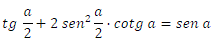 tg a/2 + 2 sen² a/2 · cotg a = sen a